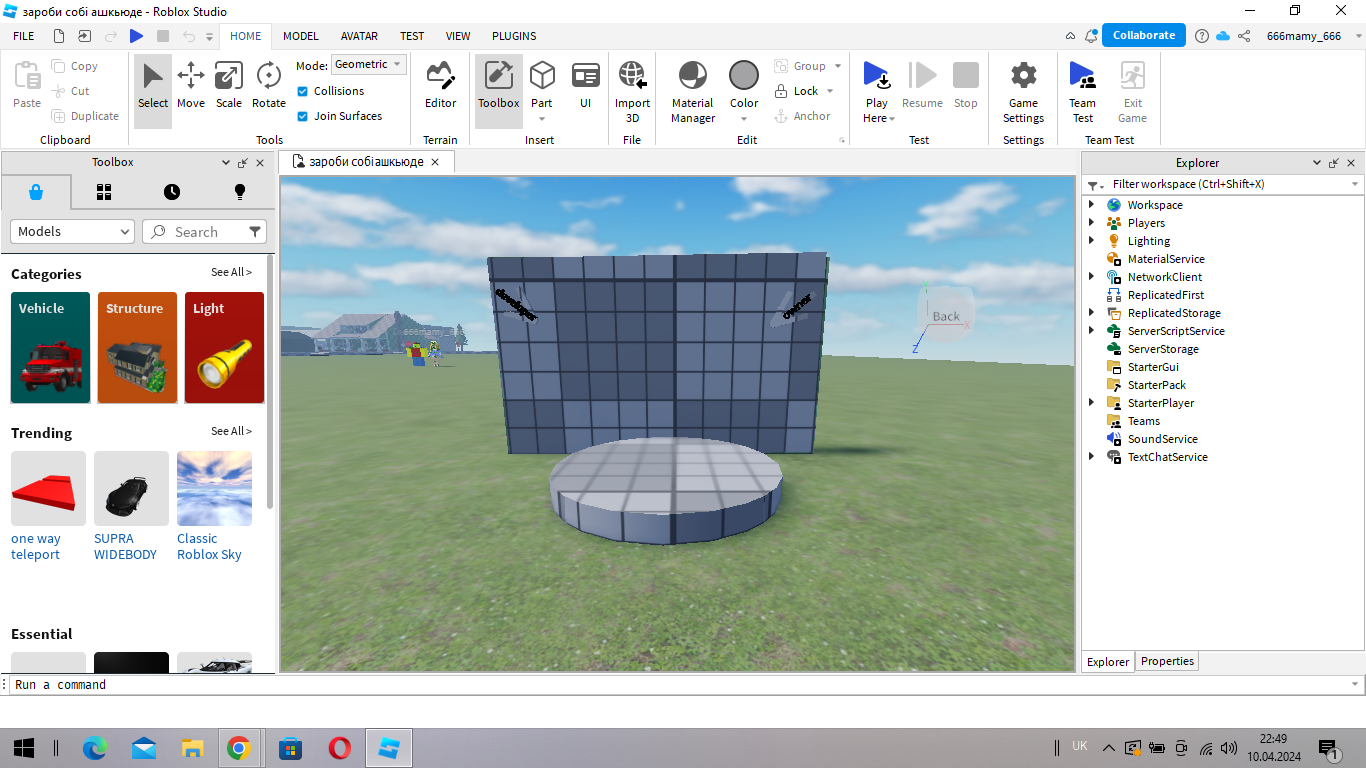 зароби собі ашкьюде - Roblox Studio
FILE HOME MODEL AVATAR TEST VIEW PLUGINS Collaborate 666mamy_666
Paste Copy Cut Duplicate
Clipboard
Select Move Scale Rotate
Mode: Geometric
Collisions
Join Surfaces
Tools
Editor
Terrain
Toolbox Part UI
Insert
Import
3D
File
Material
Manager
Color
Group
Lock
Anchor
Edit
Play
Here
Resume Stop
Test
Game
Settings
Settings
Team
Test
Exit
Game
Team Test
Toolbox
зароби собі ашкьюде
Explorer
Models
Search
Categories See All >
Vehicle Structure Light
Trending See All >
one way
teleport
SUPRA
WIDEBODY
Classic
Roblox Sky
Essential
developer
owner
666mamy_666
Y
Back
X
Z
Filter workspace (Ctrl+Shift+X)
Workspace
Players
Lighting
MaterialService
NetworkClient
ReplicatedFirst
ReplicatedStorage
ServerScriptService
ServerStorage
StarterGui
StarterPack
StarterPlayer
Teams
SoundService
TextChatService
Explorer Properties
Run a command
UK
22:49
10.04.2024
1